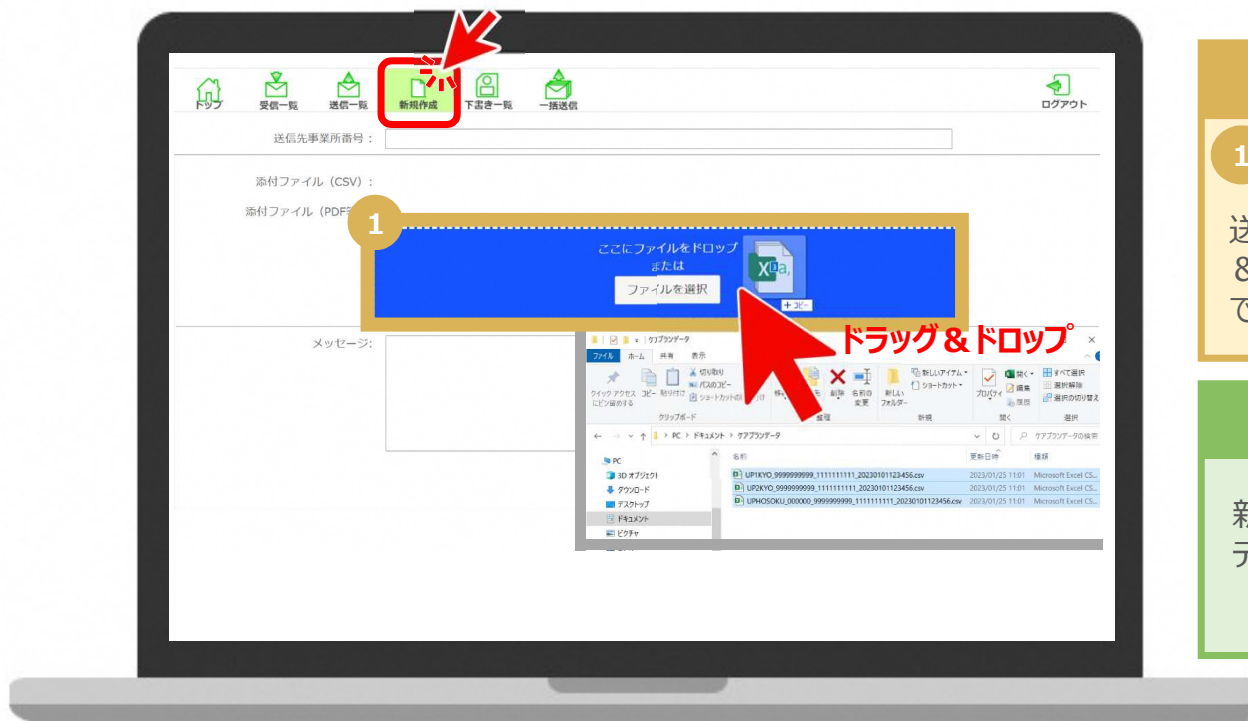 トップ
受信一覧
送信一覧
新規作成
下書き一覧
一括送信
ログアウト
送信先事業所番号：
添付ファイル（CSV）:
添付ファイル（PDF
1
ここにファイルをドロップ
または
ファイルを選択
Xa,
+ コピー
ドラッグ＆ドロップ
メッセージ:
ケアプランデータ
ファイル ホーム 共有 表示
クイック アクセス
にピン留めする
コピー
貼り付け
切り取り
パスのコピー
ショートカットの
削除
名前の
変更
新しい
フォルダー
新しいアイテム
ショートカット
プロパティ
開く
編集
履歴
すべて選択
選択解除
選択の切り替え
クリップボード
整理
新規
開く
選択
PC > ドキュメント > ケアプランデータ
ケアプランデータの検索
名前
更新日時
種類
PC
3D オブジェクト
ダウンロード
デスクトップ
ドキュメント
ピクチャ
UP1KYO_9999999999_1111111111_20230101123456.csv 2023/01/25 11:01 Microsoft Excel CS...
UP2KYO_9999999999_1111111111_20230101123456.csv 2023/01/25 11:01 Microsoft Excel CS...
UPHOSOKU_000000_9999999999_1111111111_20230101123456.csv 2023/01/25 11:01 Microsoft Excel CS...
1
送
&
で
新
デ